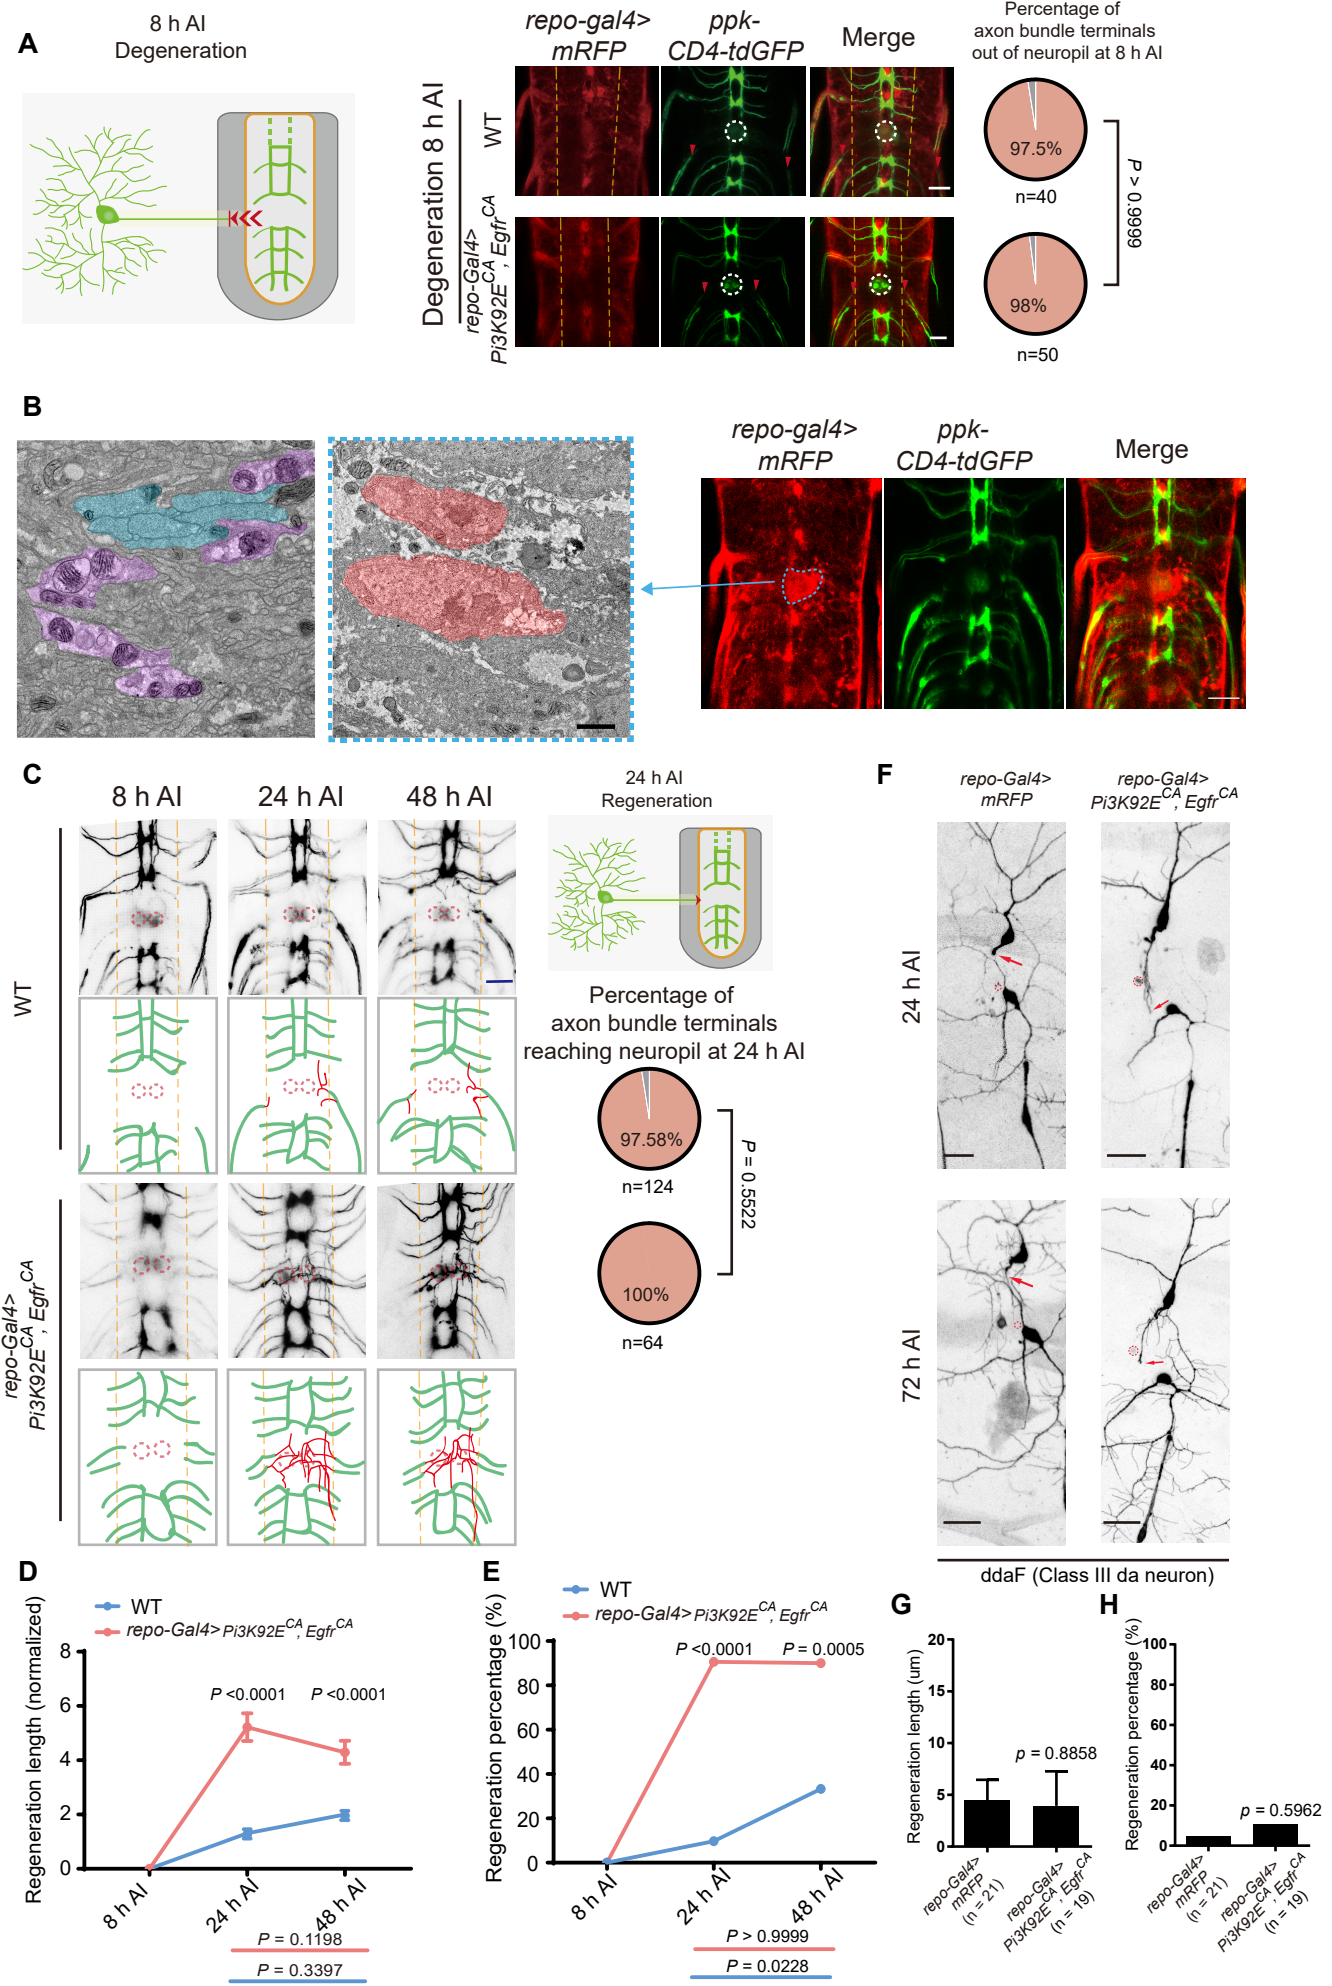 A
8 h AI
Degeneration
repo-gal4>
mRFP
ppk-
CD4-tdGFP
Merge
Percentage of
axon bundle terminals
out of neuropil at 8 h AI
Degeneration 8 h AI
WT
repo-Gal4>
Pi3K92E^CA, Egfr^CA
97.5%
n=40
98%
n=50
P > 0.9999
B
repo-gal4>
mRFP
ppk-
CD4-tdGFP
Merge
C
8 h AI
24 h AI
48 h AI
WT
repo-Gal4>
Pi3K92E^CA, Egfr^CA
24 h AI
Regeneration
Percentage of
axon bundle terminals
reaching neuropil at 24 h AI
97.58%
n=124
100%
n=64
P = 0.5522
F
repo-Gal4>
mRFP
repo-Gal4>
Pi3K92E^CA, Egfr^CA
24 h AI
72 h AI
ddaF (Class III da neuron)
D
WT
repo-Gal4> Pi3K92E^CA, Egfr^CA
Regeneration length (normalized)
8
6
4
2
0
P <0.0001
P <0.0001
8 h AI
24 h AI
48 h AI
P = 0.1198
P = 0.3397
E
WT
repo-Gal4> Pi3K92E^CA, Egfr^CA
Regeneration percentage (%)
100
80
60
40
20
0
P <0.0001
P = 0.0005
8 h AI
24 h AI
48 h AI
P > 0.9999
P = 0.0228
G
Regeneration length (um)
20
15
10
5
0
p = 0.8858
repo-Gal4>
mRFP
(n = 21)
repo-Gal4>
Pi3K92E^CA, Egfr^CA
(n = 19)
H
Regeneration percentage (%)
100
80
60
40
20
0
p = 0.5962
repo-Gal4>
mRFP
(n = 21)
repo-Gal4>
Pi3K92E^CA, Egfr^CA
(n = 19)